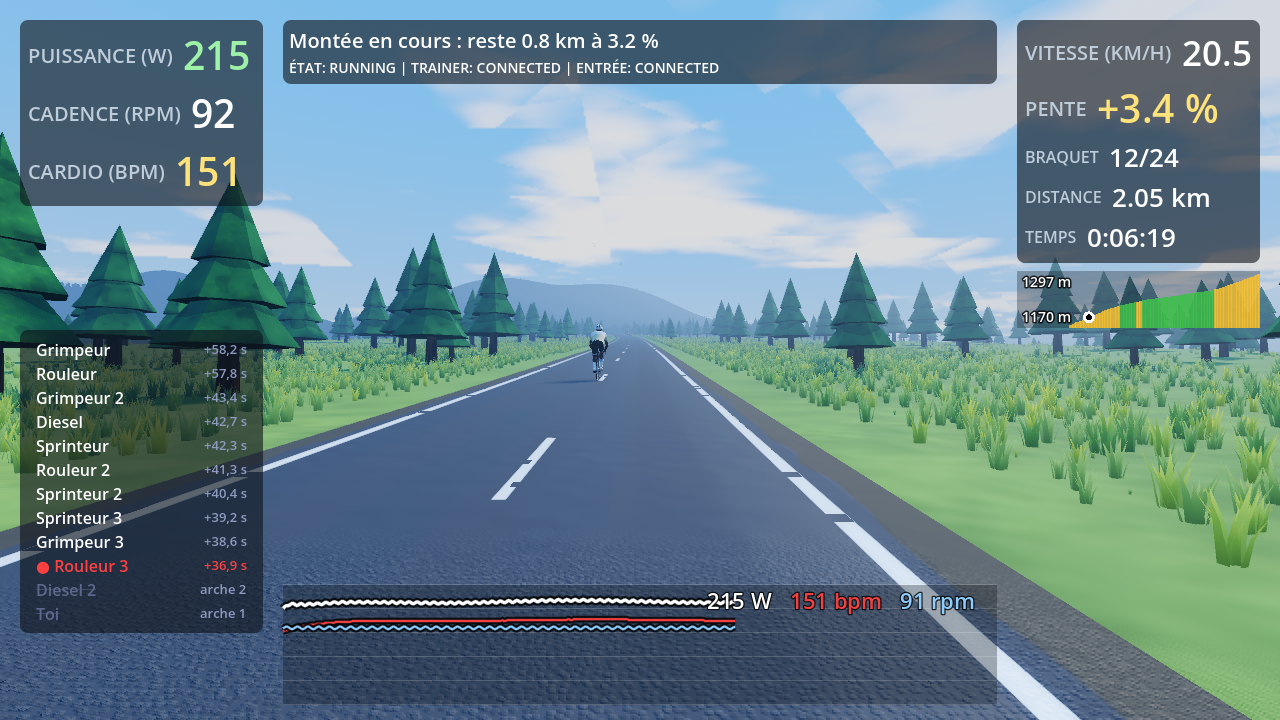 PUISSANCE (W) 215
CADENCE (RPM) 92
CARDIO (BPM) 151
Montée en cours : reste 0.8 km à 3.2 %
ÉTAT: RUNNING | TRAINER: CONNECTED | ENTRÉE: CONNECTED
VITESSE (KM/H) 20.5
PENTE +3.4 %
BRAQUET 12/24
DISTANCE 2.05 km
TEMPS 0:06:19
1297 m
1170 m
Grimpeur +58,2 s
Rouleur +57,8 s
Grimpeur 2 +43,4 s
Diesel +42,7 s
Sprinteur +42,3 s
Rouleur 2 +41,3 s
Sprinteur 2 +40,4 s
Sprinteur 3 +39,2 s
Grimpeur 3 +38,6 s
Rouleur 3 +36,9 s
Diesel 2 arche 2
Toi arche 1
215 W 151 bpm 91 rpm